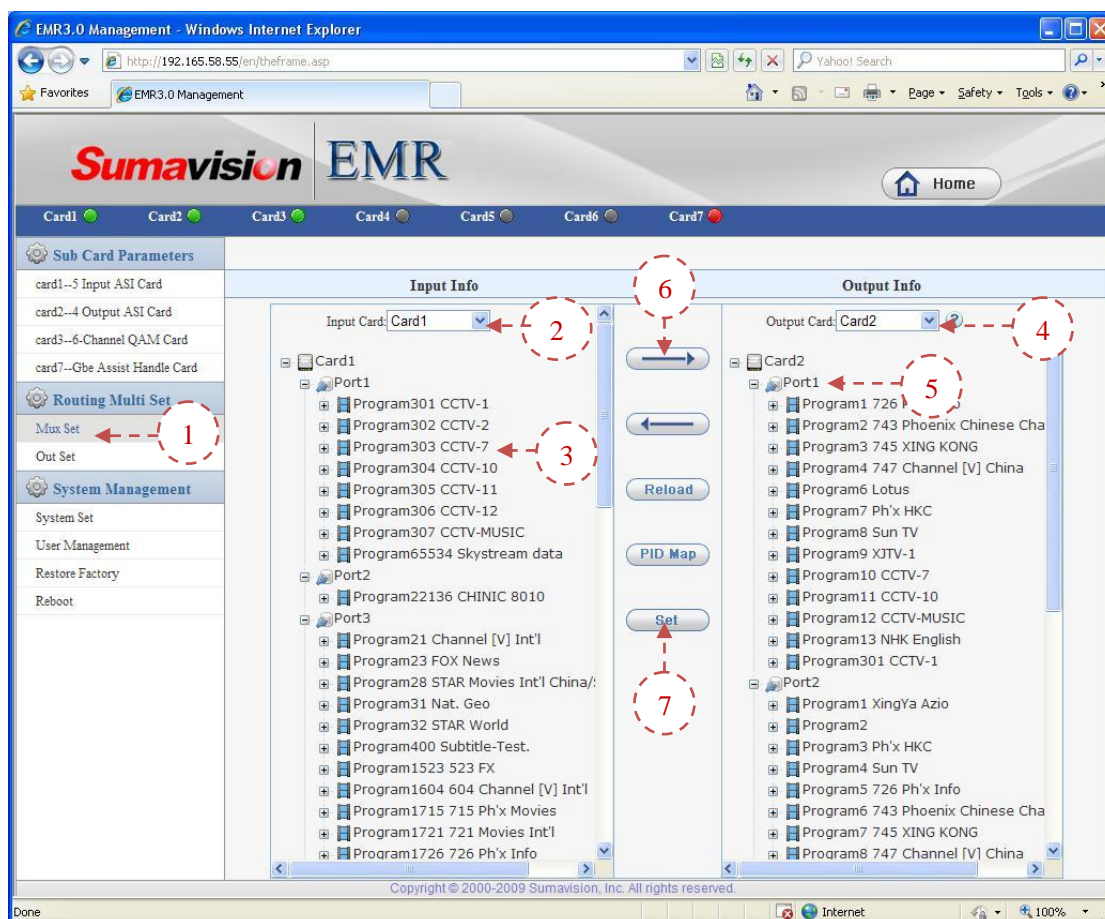 EMR3.0 Management - Windows Internet Explorer
http://192.165.58.55/en/theframe.asp
Yahoo! Search
Favorites
EMR3.0 Management
Page
Safety
Tools
Sumavision
EMR
Home
Card1
Card2
Card3
Card4
Card5
Card6
Card7
Sub Card Parameters
card1--5 Input ASI Card
card2--4 Output ASI Card
card3--6-Channel QAM Card
card7--Gbe Assist Handle Card
Routing Multi Set
Mux Set
1
Out Set
System Management
System Set
User Management
Restore Factory
Reboot
Input Info
Input Card: Card1
2
Card1
Port1
Program301 CCTV-1
Program302 CCTV-2
Program303 CCTV-7
3
Program304 CCTV-10
Program305 CCTV-11
Program306 CCTV-12
Program307 CCTV-MUSIC
Program65534 Skystream data
Port2
Program22136 CHINIC 8010
Port3
Program21 Channel [V] Int'l
Program23 FOX News
Program28 STAR Movies Int'l China/
Program31 Nat. Geo
Program32 STAR World
Program400 Subtitle-Test.
Program1523 523 FX
Program1604 604 Channel [V] Int'l
Program1715 715 Ph'x Movies
Program1721 721 Movies Int'l
Program1726 726 Ph'x Info
6
Reload
PID Map
Set
7
Output Info
Output Card: Card2
4
Card2
Port1
5
Program1 726
Program2 743 Phoenix Chinese Cha
Program3 745 XING KONG
Program4 747 Channel [V] China
Program6 Lotus
Program7 Ph'x HKC
Program8 Sun TV
Program9 XJTV-1
Program10 CCTV-7
Program11 CCTV-10
Program12 CCTV-MUSIC
Program13 NHK English
Program301 CCTV-1
Port2
Program1 XingYa Azio
Program2
Program3 Ph'x HKC
Program4 Sun TV
Program5 726 Ph'x Info
Program6 743 Phoenix Chinese Cha
Program7 745 XING KONG
Program8 747 Channel [V] China
Copyright © 2000-2009 Sumavision, Inc. All rights reserved.
Done
Internet
100%